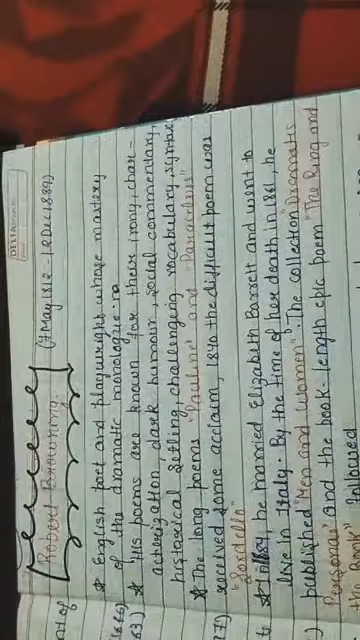 DELTA
Robert Browning (7 May 1812 - 12 Dec 1889)
* English poet and playwright whose mastery
of the dramatic monologue.
* His poems are known for their irony, char-
acterization, dark humour, social commentary,
historical setting, challenging vocabulary, syntax.
* The long poems "Pauline" and "Paracelsus"
received some acclaim, 1840 the difficult poem was
"Sordello"
* he married Elizabeth Barrett and went to
live in Italy. By the time of her death in 1861, he
published Men and women". The collection Dramatis
Personae' and the book-length epic poem "The Ring and
the Book" followed